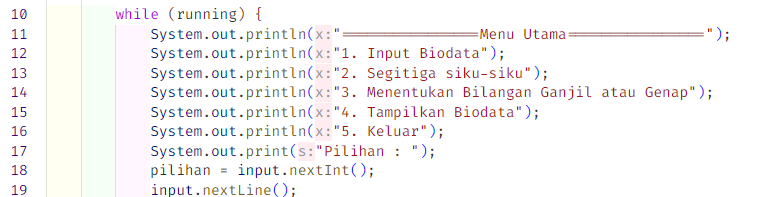 10 while (running) {
11 System.out.println(x:"================Menu Utama================");
12 System.out.println(x:"1. Input Biodata");
13 System.out.println(x:"2. Segitiga siku-siku");
14 System.out.println(x:"3. Menentukan Bilangan Ganjil atau Genap");
15 System.out.println(x:"4. Tampilkan Biodata");
16 System.out.println(x:"5. Keluar");
17 System.out.print(s:"Pilihan : ");
18 pilihan = input.nextInt();
19 input.nextLine();